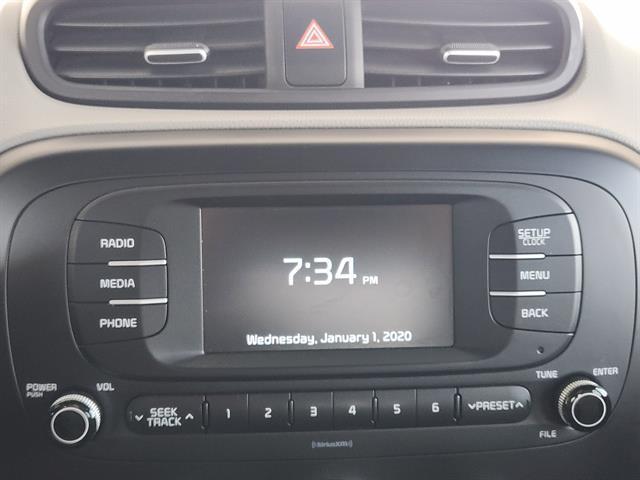 RADIO
MEDIA
PHONE
7:34 PM
Wednesday, January 1, 2020
SETUP
CLOCK
MENU
BACK
POWER
PUSH
VOL
SEEK
TRACK
1 2 3 4 5 6
PRESET
TUNE
ENTER
FILE
SiriusXM